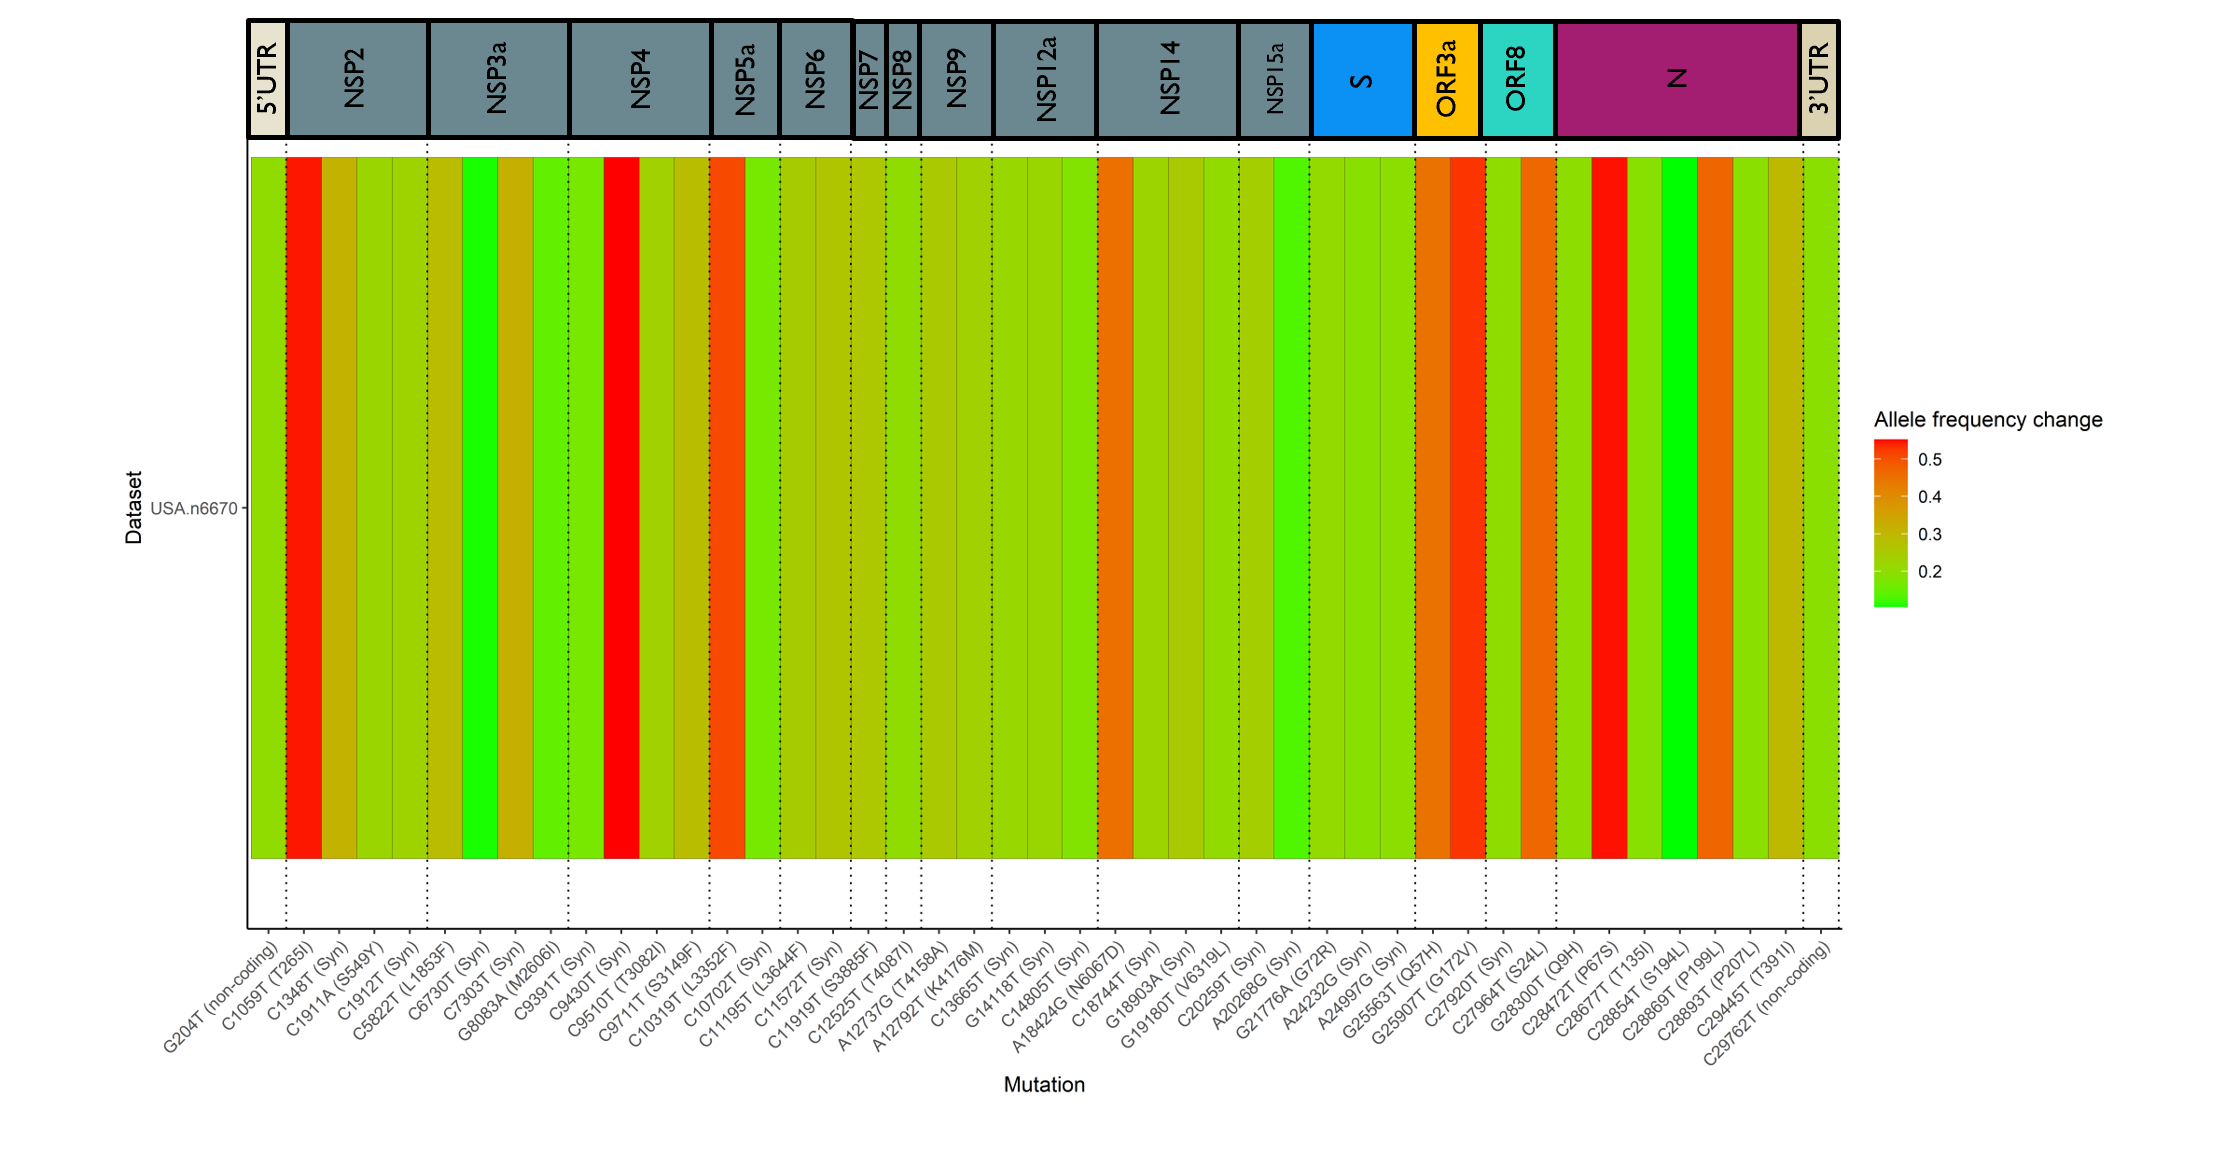 5'UTR
NSP2
NSP3a
NSP4
NSP5a
NSP6
NSP7
NSP8
NSP9
NSP12a
NSP14
NSP15a
S
ORF3a
ORF8
N
3'UTR
Allele frequency change
0.5
0.4
0.3
0.2
Dataset
USA.n6670
G204T (non-coding)
C1059T (T265I)
C1348T (Syn)
C1911A (S549Y)
C1912T (Syn)
C5822T (L1853F)
C6730T (Syn)
C7303T (Syn)
G8083A (M2606I)
C9391T (Syn)
C9430T (Syn)
C9510T (T3082I)
C9711T (S3149F)
C10319T (L3352F)
C10702T (Syn)
C11195T (L3644F)
C11572T (Syn)
C11919T (S3885F)
C12525T (T4087I)
A12737G (T4158A)
A12792T (K4176M)
C13665T (Syn)
G14118T (Syn)
C14805T (Syn)
A18424G (N6067D)
C18744T (Syn)
G18903A (Syn)
G19180T (V6319L)
C20259T (Syn)
A20268G (Syn)
G21776A (G72R)
A24232G (Syn)
A24997G (Syn)
G25563T (Q57H)
G25907T (G172V)
C27920T (Syn)
C27964T (S24L)
G28300T (Q9H)
C28472T (P67S)
C28677T (T135I)
C28854T (S194L)
C28869T (P199L)
C28893T (P207L)
C29445T (T391I)
C29762T (non-coding)
Mutation